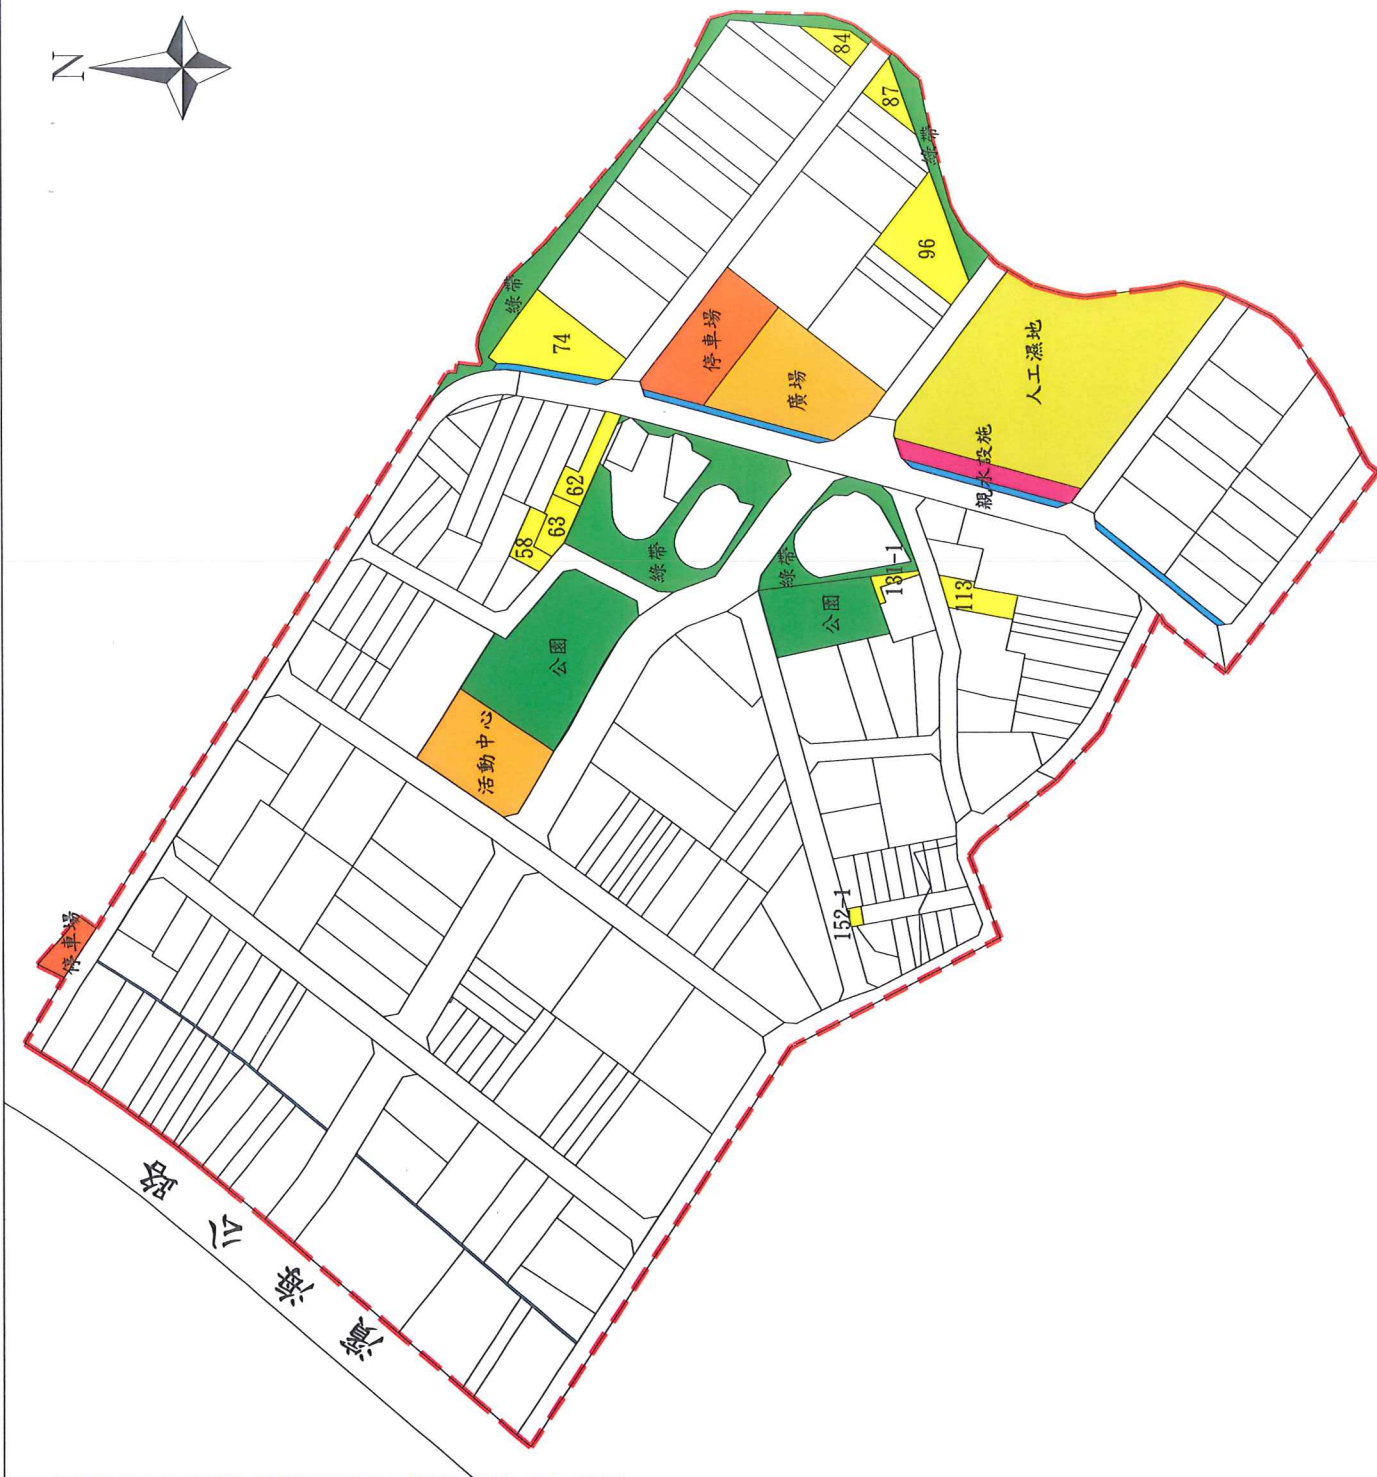 N
84
87
綠帶
96
綠帶
74
停車場
廣場
人工濕地
親水設施
62
63
58
綠帶
綠帶
131-1
113
公園
公園
活動中心
152-1
停車場
濱海公路